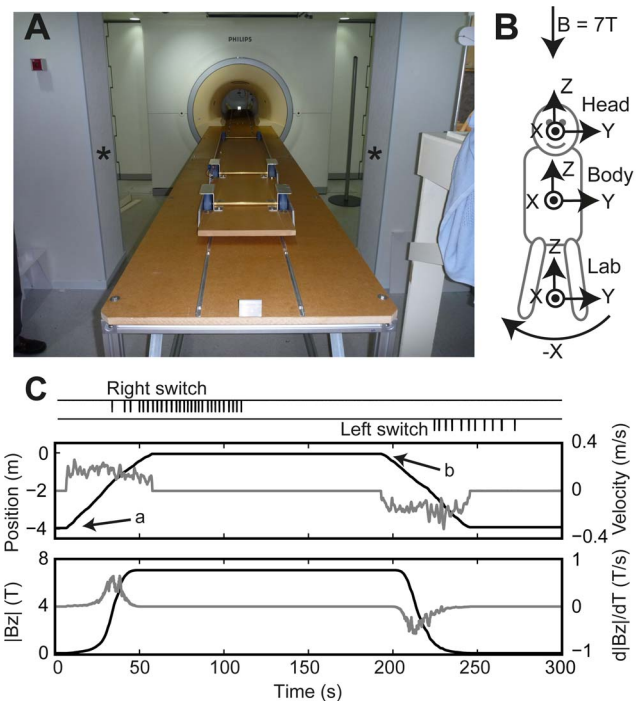 A
PHILIPS
*
*
B
B = 7T
Z
Head
X
Y
Z
Body
X
Y
Z
Lab
X
Y
-X
C
Right switch
Left switch
Position (m)
0
−2
−4
a
b
0.4
0
−0.4
Velocity (m/s)
|Bz| (T)
8
4
0
1
0
−1
d|Bz|/dT (T/s)
0
50
100
150
200
250
300
Time (s)